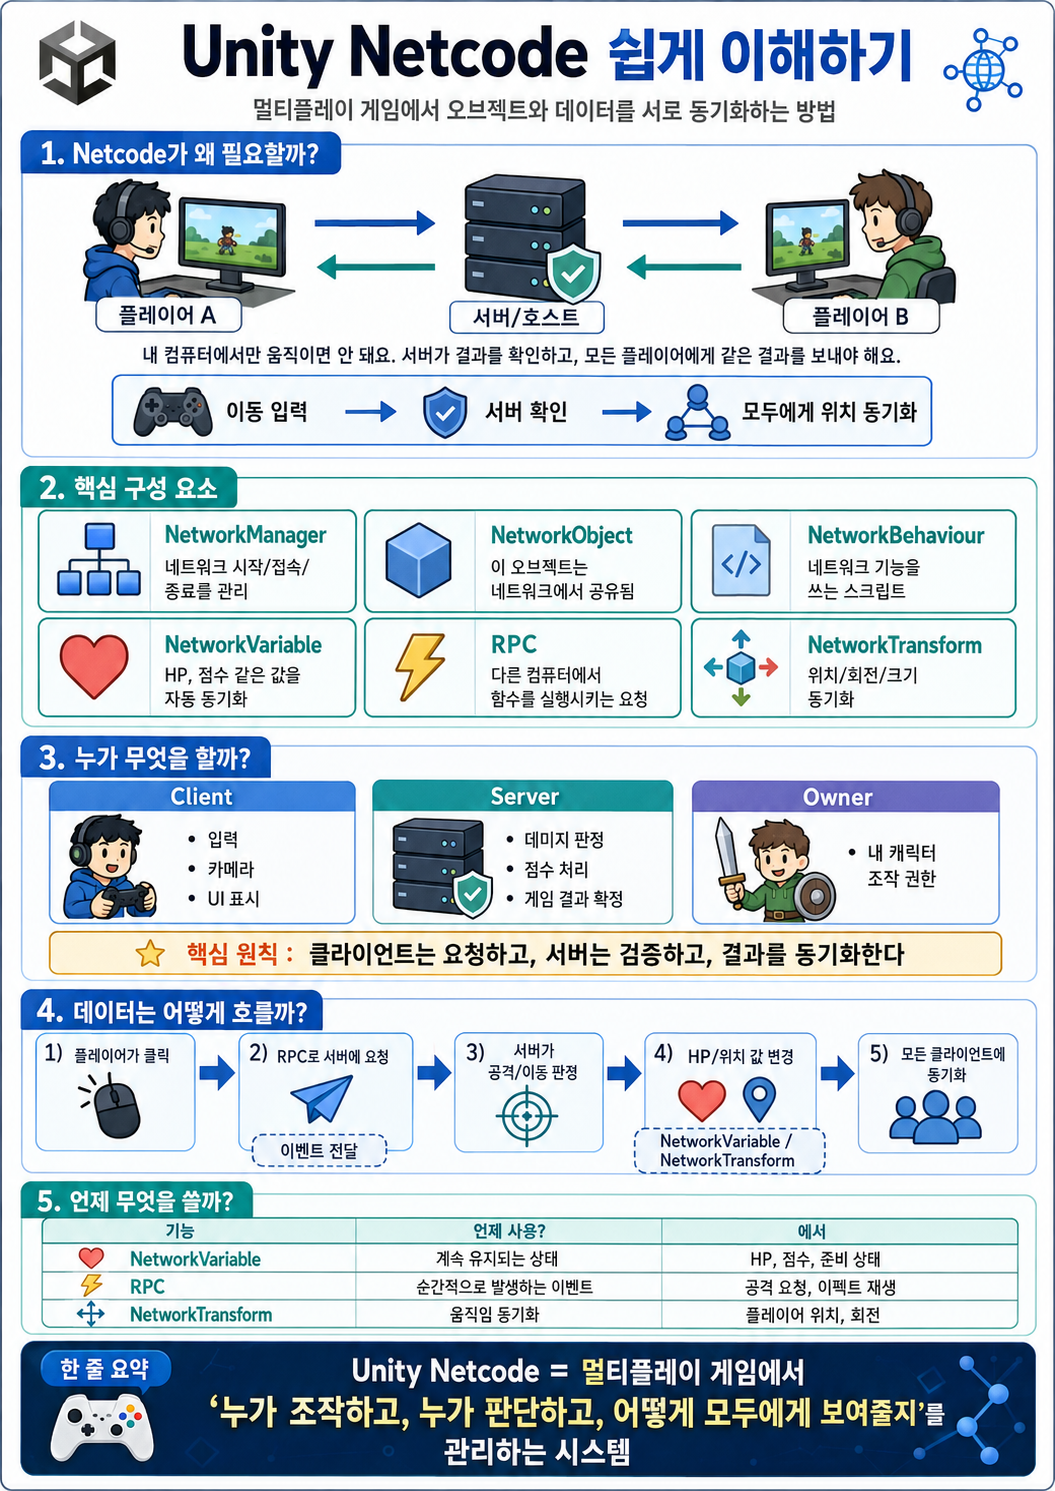 Unity Netcode 쉽게 이해하기
멀티플레이 게임에서 오브젝트와 데이터를 서로 동기화하는 방법
1. Netcode가 왜 필요할까?
플레이어 A
서버/호스트
플레이어 B
내 컴퓨터에서만 움직이면 안 돼요. 서버가 결과를 확인하고, 모든 플레이어에게 같은 결과를 보내야 해요.
이동 입력
서버 확인
모두에게 위치 동기화
2. 핵심 구성 요소
NetworkManager
네트워크 시작/접속/
종료를 관리
NetworkObject
이 오브젝트는
네트워크에서 공유됨
NetworkBehaviour
네트워크 기능을
쓰는 스크립트
NetworkVariable
HP, 점수 같은 값을
자동 동기화
RPC
다른 컴퓨터에서
함수를 실행시키는 요청
NetworkTransform
위치/회전/크기
동기화
3. 누가 무엇을 할까?
Client
• 입력
• 카메라
• UI 표시
Server
• 데미지 판정
• 점수 처리
• 게임 결과 확정
Owner
• 내 캐릭터
조작 권한
핵심 원칙 : 클라이언트는 요청하고, 서버는 검증하고, 결과를 동기화한다
4. 데이터는 어떻게 흐를까?
1) 플레이어가 클릭
2) RPC로 서버에 요청
이벤트 전달
3) 서버가
공격/이동 판정
4) HP/위치 값 변경
NetworkVariable /
NetworkTransform
5) 모든 클라이언트에
동기화
5. 언제 무엇을 쓸까?
기능 언제 사용? 에서
NetworkVariable 계속 유지되는 상태 HP, 점수, 준비 상태
RPC 순간적으로 발생하는 이벤트 공격 요청, 이펙트 재생
NetworkTransform 움직임 동기화 플레이어 위치, 회전
한 줄 요약
Unity Netcode = 멀티플레이 게임에서
‘누가 조작하고, 누가 판단하고, 어떻게 모두에게 보여줄지’를
관리하는 시스템